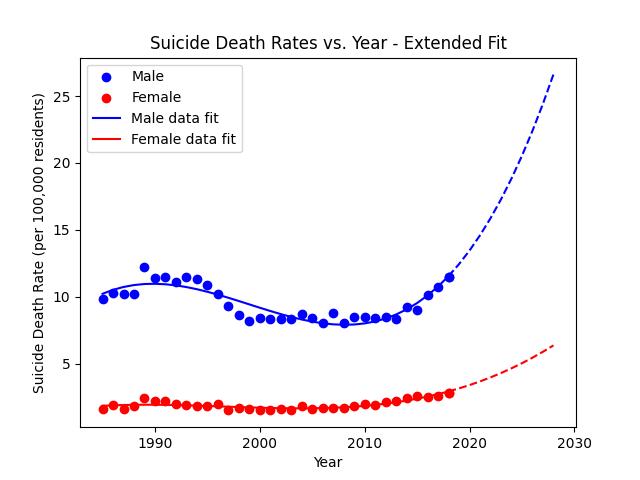 Suicide Death Rates vs. Year - Extended Fit
Male
Female
Male data fit
Female data fit
Suicide Death Rate (per 100,000 residents)
25
20
15
10
5
1990 2000 2010 2020 2030
Year